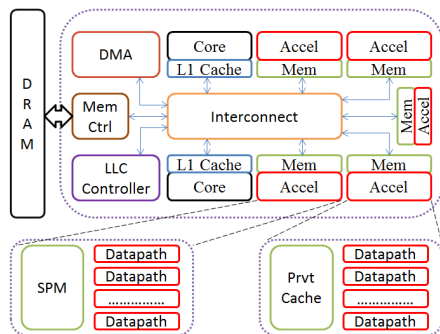 DRAM
DMA
Core
Accel
Accel
L1 Cache
Mem
Mem
Mem
Ctrl
Interconnect
Mem
Accel
LLC
Controller
L1 Cache
Mem
Mem
Core
Accel
Accel
SPM
Datapath
Datapath
...............
Datapath
Prvt
Cache
Datapath
Datapath
...............
Datapath